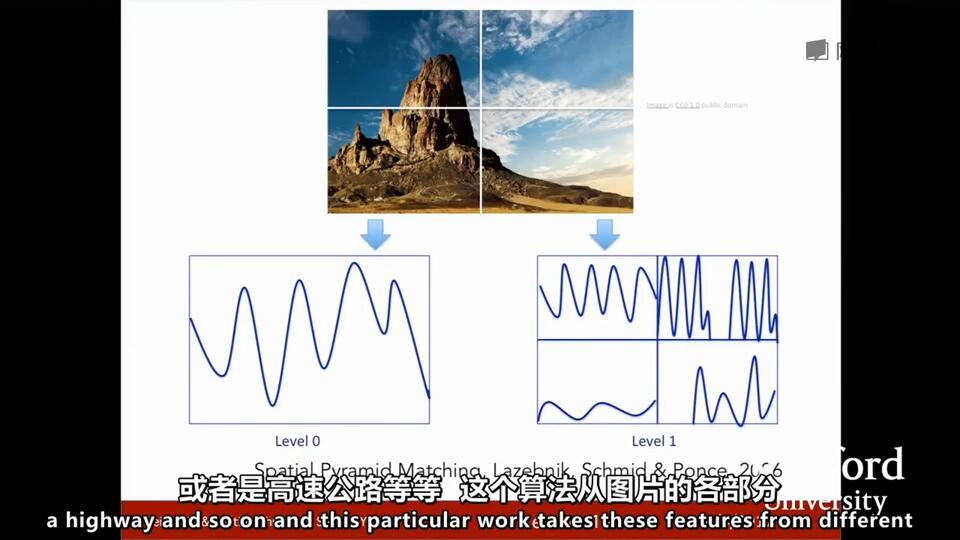 Image is CC0 1.0 public domain
Level 0
Level 1
Spatial Pyramid Matching, Lazebnik, Schmid & Ponce, 2006
或者是高速公路等等 这个算法从图片的各部分
University
a highway and so on and this particular work takes these features from different